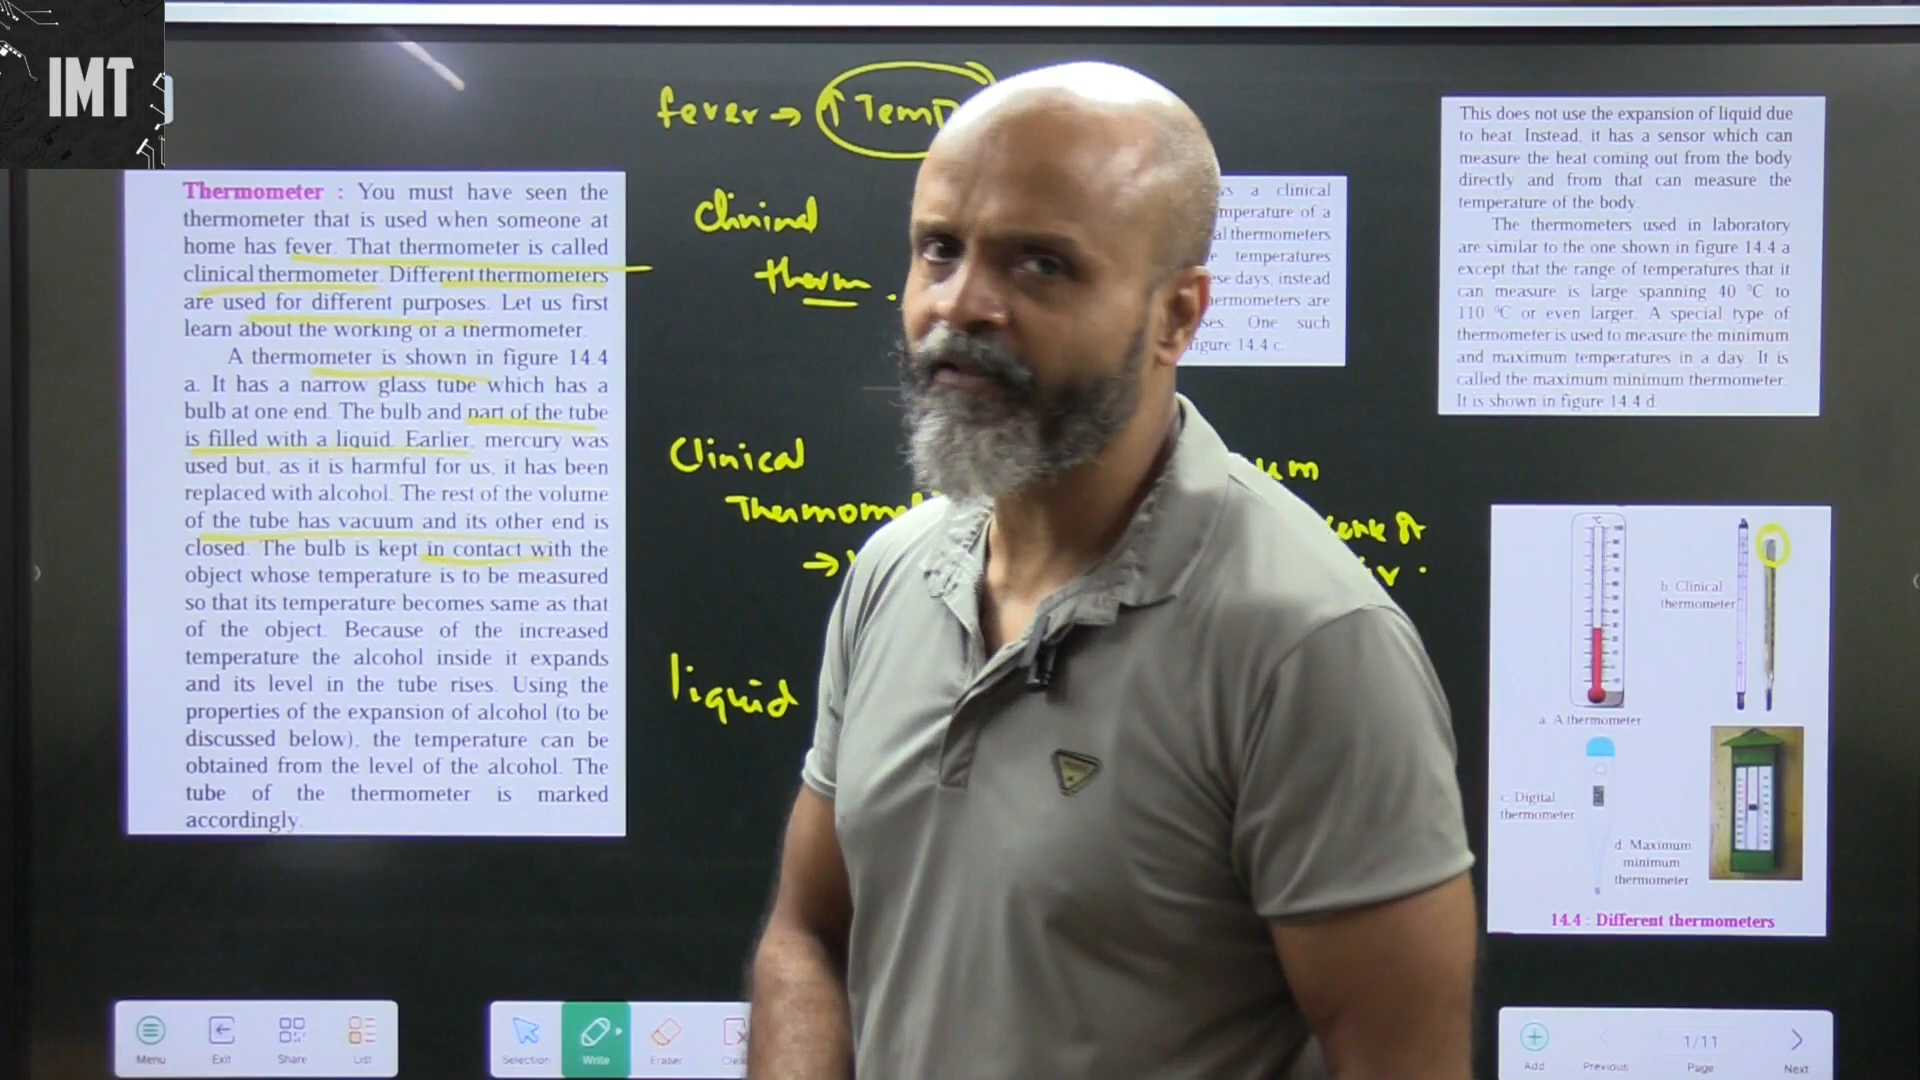 IMT
fever → ↑ Temp
Thermometer : You must have seen the
thermometer that is used when someone at
home has fever. That thermometer is called
clinical thermometer. Different thermometers
are used for different purposes. Let us first
learn about the working of a thermometer.
A thermometer is shown in figure 14.4
a. It has a narrow glass tube which has a
bulb at one end. The bulb and part of the tube
is filled with a liquid. Earlier, mercury was
used but, as it is harmful for us, it has been
replaced with alcohol. The rest of the volume
of the tube has vacuum and its other end is
closed. The bulb is kept in contact with the
object whose temperature is to be measured
so that its temperature becomes same as that
of the object. Because of the increased
temperature the alcohol inside it expands
and its level in the tube rises. Using the
properties of the expansion of alcohol (to be
discussed below), the temperature can be
obtained from the level of the alcohol. The
tube of the thermometer is marked
accordingly.
therm.
Clinical
liquid
a clinical
temperature of a
thermometers
temperatures
days, instead
thermometers are
One such
figure 14.4 c.
This does not use the expansion of liquid due
to heat. Instead, it has a sensor which can
measure the heat coming out from the body
directly and from that can measure the
temperature of the body.
The thermometers used in laboratory
are similar to the one shown in figure 14.4 a
except that the range of temperatures that it
can measure is large spanning 40 °C to
110 °C or even larger. A special type of
thermometer is used to measure the minimum
and maximum temperatures in a day. It is
called the maximum minimum thermometer.
It is shown in figure 14.4 d.
°C
a. A thermometer
b. Clinical
thermometer
c. Digital
thermometer
d. Maximum
minimum
thermometer
14.4 : Different thermometers
Menu
Exit
Share
List
Selection
Write
Eraser
Add
Previous
1/11
Page
Next